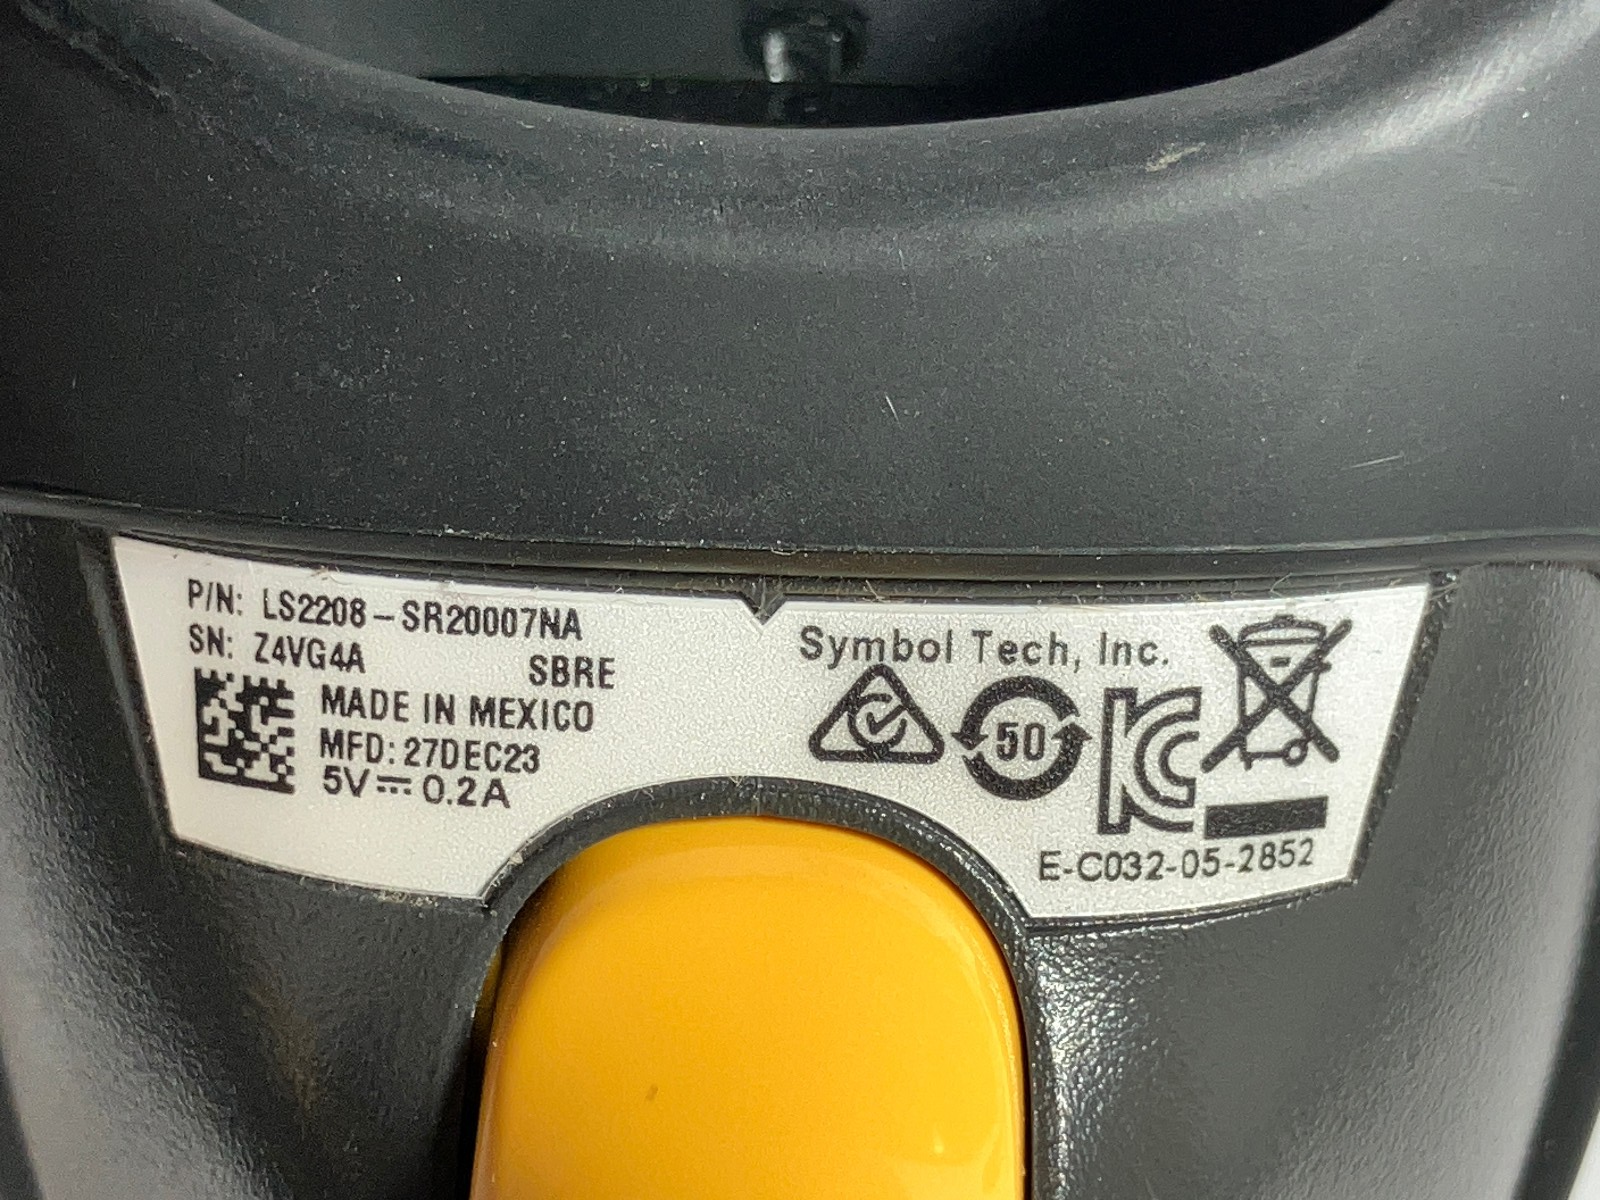 P/N: LS2208-SR20007NA
SN: Z4VG4A SBRE
MADE IN MEXICO
MFD: 27DEC23
5V⎓0.2A
Symbol Tech, Inc.
50
KC
E-C032-05-2852